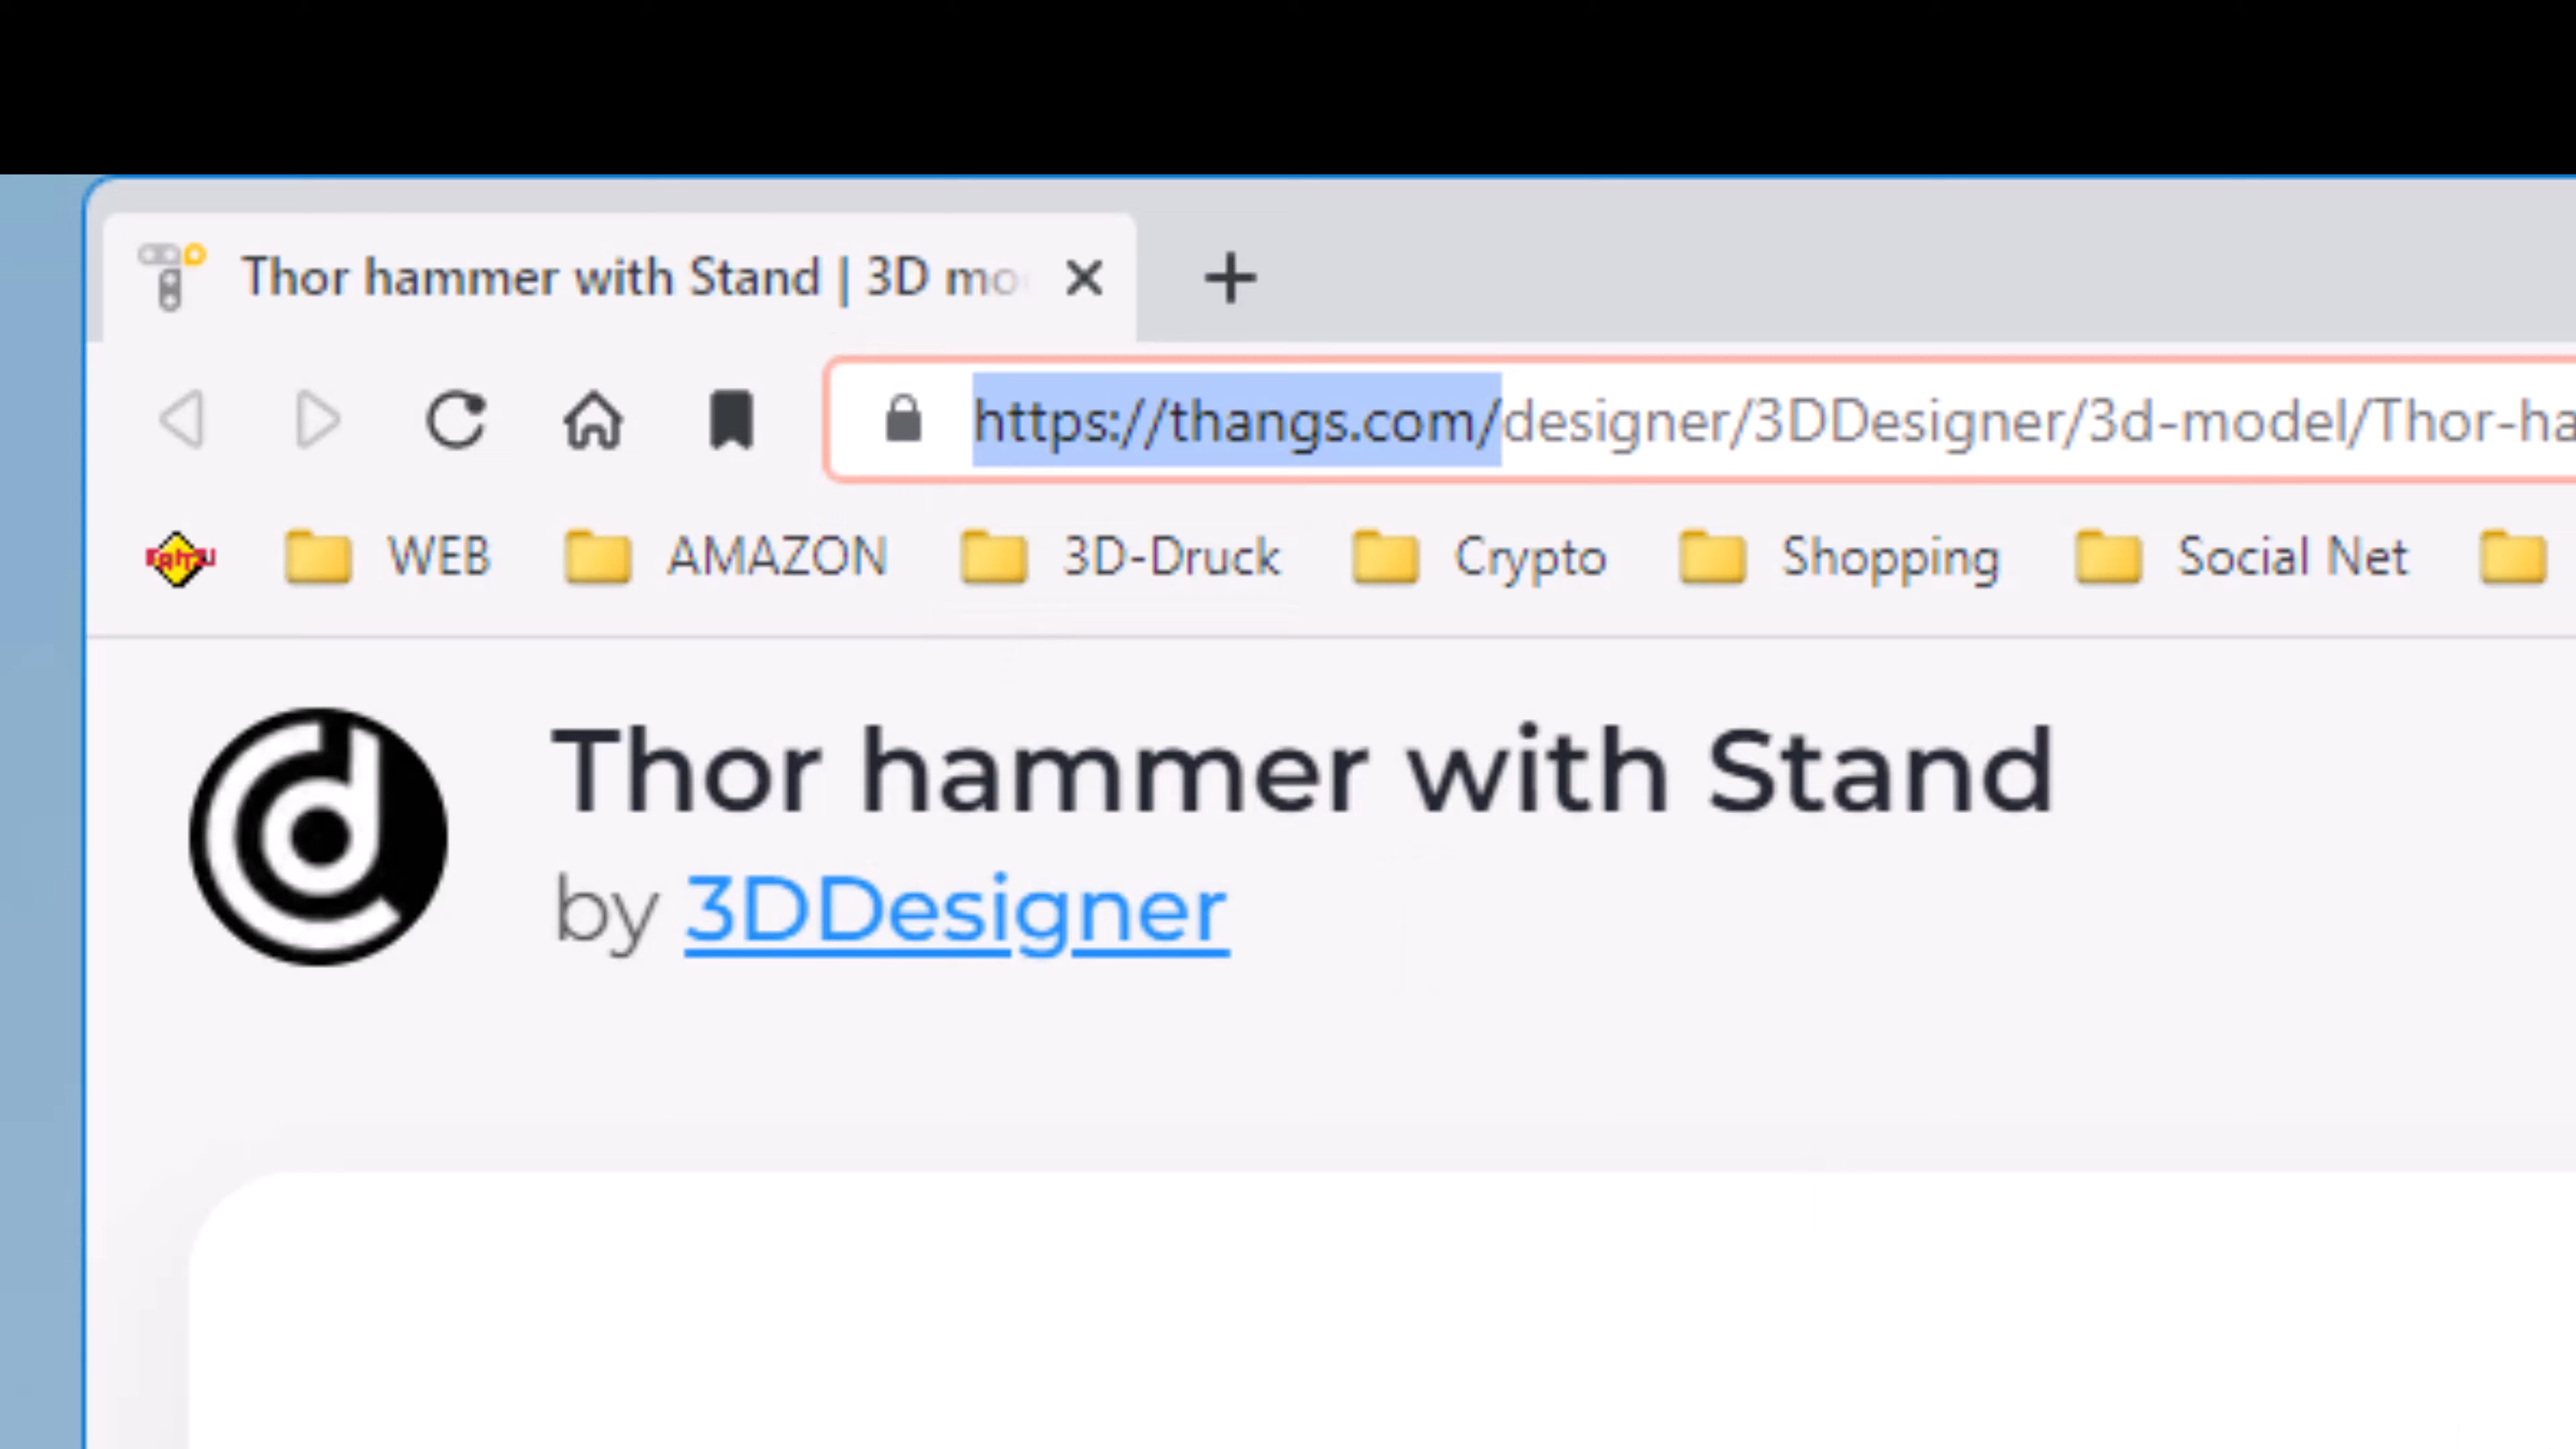 Thor hammer with Stand | 3D mo
https://thangs.com/designer/3DDesigner/3d-model/Thor-ha
WEB AMAZON 3D-Druck Crypto Shopping Social Net
Thor hammer with Stand
by 3DDesigner